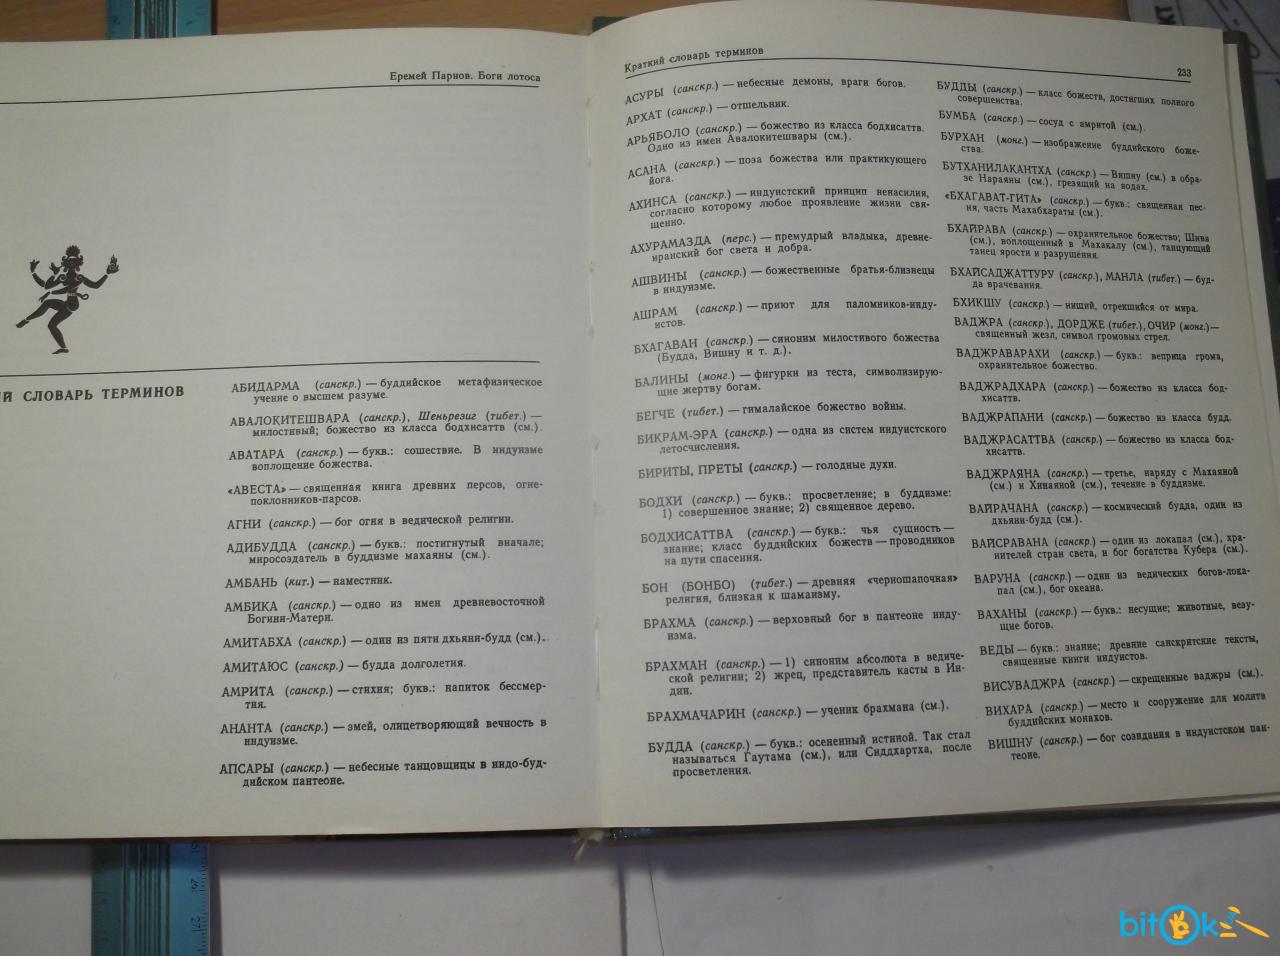 Еремей Парнов. Боги лотоса
СЛОВАРЬ ТЕРМИНОВ
АБИДАРМА (санскр.) — буддийское метафизическое
учение о высшем разуме.
АВАЛОКИТЕШВАРА (санскр.), Шеньрезиг (тибет.) —
милостивый; божество из класса бодхисаттв (см.).
АВАТАРА (санскр.) — букв.: сошествие. В индуизме
воплощение божества.
«АВЕСТА» — священная книга древних персов, огне-
поклонников-парсов.
АГНИ (санскр.) — бог огня в ведической религии.
АДИБУДДА (санскр.) — букв.: постигнутый вначале;
миросоздатель в буддизме махаяны (см.).
АМБАНЬ (кит.) — наместник.
АМБИКА (санскр.) — одно из имен древневосточной
Богини-Матери.
АМИТАБХА (санскр.) — один из пяти дхьяни-будд (см.).
АМИТАЮС (санскр.) — будда долголетия.
АМРИТА (санскр.) — стихия; букв.: напиток бессмер-
тия.
АНАНТА (санскр.) — змей, олицетворяющий вечность в
индуизме.
АПСАРЫ (санскр.) — небесные танцовщицы в индо-буд-
дийском пантеоне.
Краткий словарь терминов
233
АСУРЫ (санскр.) — небесные демоны, враги богов.
АРХАТ (санскр.) — отшельник.
АРЬЯБОЛО (санскр.) — божество из класса бодхисаттв.
Одно из имен Авалокитешвары (см.).
АСАНА (санскр.) — поза божества или практикующего
йога.
АХИНСА (санскр.) — индуистский принцип ненасилия,
согласно которому любое проявление жизни свя-
щенно.
АХУРАМАЗДА (перс.) — премудрый владыка, древне-
иранский бог света и добра.
АШВИНЫ (санскр.) — божественные братья-близнецы
в индуизме.
АШРАМ (санскр.) — приют для паломников-инду-
истов.
БХАГАВАН (санскр.) — синоним милостивого божества
(Будда, Вишну и т. д.).
БАЛИНЫ (монг.) — фигурки из теста, символизирую-
щие жертву богам.
БЕГЧЕ (тибет.) — гималайское божество войны.
БИКРАМ-ЭРА (санскр.) — одна из систем индуистского
летосчисления.
БИРИТЫ, ПРЕТЫ (санскр.) — голодные духи.
БОДХИ (санскр.) — букв.: просветление; в буддизме:
1) совершенное знание; 2) священное дерево.
БОДХИСАТТВА (санскр.) — букв.: чья сущность —
знание; класс буддийских божеств — проводников
на пути спасения.
БОН (БОНБО) (тибет.) — древняя «черношапочная»
религия, близкая к шаманизму.
БРАХМА (санскр.) — верховный бог в пантеоне инду-
изма.
БРАХМАН (санскр.) — 1) синоним абсолюта в ведиче-
ской религии; 2) жрец, представитель касты в Ин-
дии.
БРАХМАЧАРИН (санскр.) — ученик брахмана (см.).
БУДДА (санскр.) — букв.: осененный истиной. Так стал
называться Гаутама (см.), или Сиддхартха, после
просветления.
БУДДЫ (санскр.) — класс божеств, достигших полного
совершенства.
БУМБА (санскр.) — сосуд с амритой (см.).
БУРХАН (монг.) — изображение буддийского боже-
ства.
БУТХАНИЛАКАНТХА (санскр.) — Вишну (см.) в обра-
зе Нараяны (см.), грезящий на водах.
«БХАГАВАТ-ГИТА» (санскр.) — букв.: священная пес-
ня, часть Махабхараты (см.).
БХАЙРАВА (санскр.) — охранительное божество; Шива
(см.), воплощенный в Махакалу (см.), танцующий
танец ярости и разрушения.
БХАЙСАДЖАТТУРУ (санскр.), МАНЛА (тибет.) — буд-
да врачевания.
БХИКШУ (санскр.) — нищий, отрекшийся от мира.
ВАДЖРА (санскр.), ДОРДЖЕ (тибет.), ОЧИР (монг.) —
священный жезл, символ громовых стрел.
ВАДЖРАВАРАХИ (санскр.) — букв.: веприца грома,
охранительное божество.
ВАДЖРАДХАРА (санскр.) — божество из класса бод-
хисаттв.
ВАДЖРАПАНИ (санскр.) — божество из класса будд.
ВАДЖРАСАТТВА (санскр.) — божество из класса бод-
хисаттв.
ВАДЖРАЯНА (санскр.) — третье, наряду с Махаяной
(см.) и Хинаяной (см.), течение в буддизме.
ВАЙРАЧАНА (санскр.) — космический будда, один из
дхьяни-будд (см.).
ВАЙСРАВАНА (санскр.) — один из локапал (см.), хра-
нителей стран света, и бог богатства Кубера (см.).
ВАРУНА (санскр.) — один из ведических богов-лока-
пал (см.), бог океана.
ВАХАНЫ (санскр.) — букв.: несущие; животные, везу-
щие богов.
ВЕДЫ — букв.: знание; древние санскритские тексты,
священные книги индуистов.
ВИСУВАДЖРА (санскр.) — скрещенные ваджры (см.).
ВИХАРА (санскр.) — место и сооружение для молитв
буддийских монахов.
ВИШНУ (санскр.) — бог созидания в индуистском пан-
теоне.